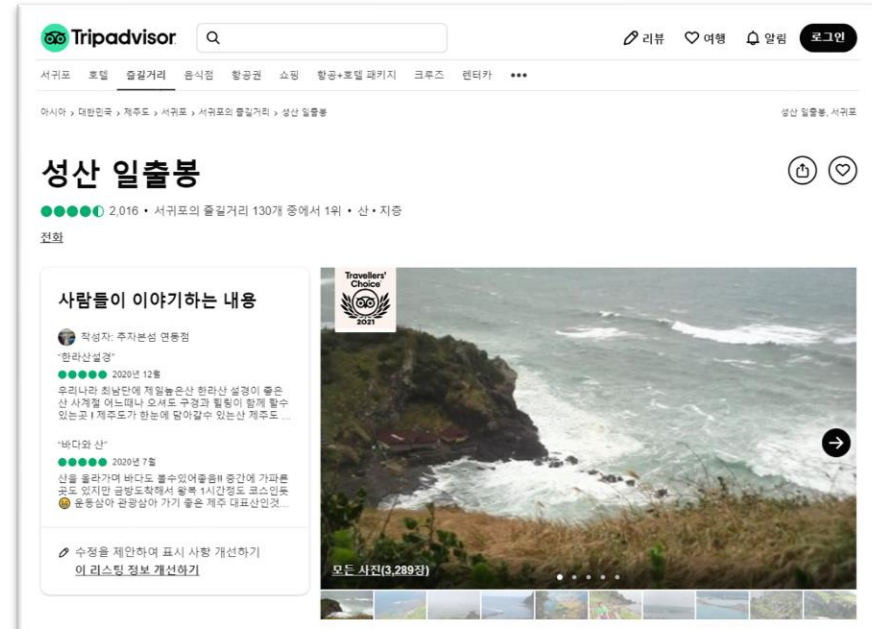 Tripadvisor
리뷰
여행
알림
로그인
서귀포 호텔 즐길거리 음식점 항공권 쇼핑 항공+호텔 패키지 크루즈 렌터카 •••
아시아 › 대한민국 › 제주도 › 서귀포 › 서귀포의 즐길거리 › 성산 일출봉
성산 일출봉, 서귀포
성산 일출봉
2,016 • 서귀포의 즐길거리 130개 중에서 1위 • 산 • 지층
전화
사람들이 이야기하는 내용
작성자: 주자본섬 연동점
"한라산설경"
2020년 12월
우리나라 최남단에 제일높은산 한라산 설경이 좋은
산 사계절 어느때나 오셔도 구경과 힐링이 함께 할수
있는곳 ! 제주도가 한눈에 담아갈수 있는산 제주도 ...
"바다와 산"
2020년 7월
산을 올라가며 바다도 볼수있어좋음!! 중간에 가파른
곳도 있지만 금방도착해서 왕복 1시간정도 코스인듯
운동삼아 관광삼아 가기 좋은 제주 대표산인것...
수정을 제안하여 표시 사항 개선하기
이 리스팅 정보 개선하기
Travellers'
Choice
2021
모든 사진(3,289장)